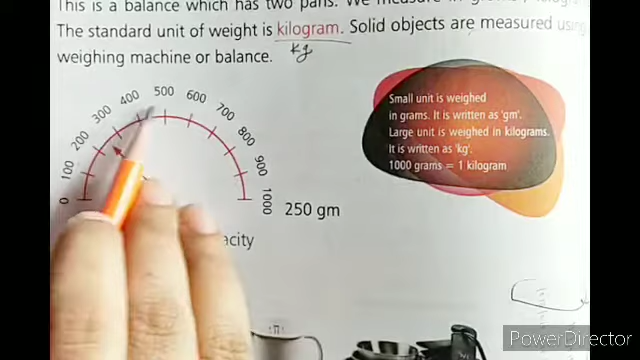 This is a balance which has two pans. We measure in
The standard unit of weight is kilogram. Solid objects are measured using
kg
weighing machine or balance.
0 100 200 300 400 500 600 700 800 900 1000
250 gm
acity
Small unit is weighed
in grams. It is written as 'gm'.
Large unit is weighed in kilograms.
It is written as 'kg'.
1000 grams = 1 kilogram
PowerDirector